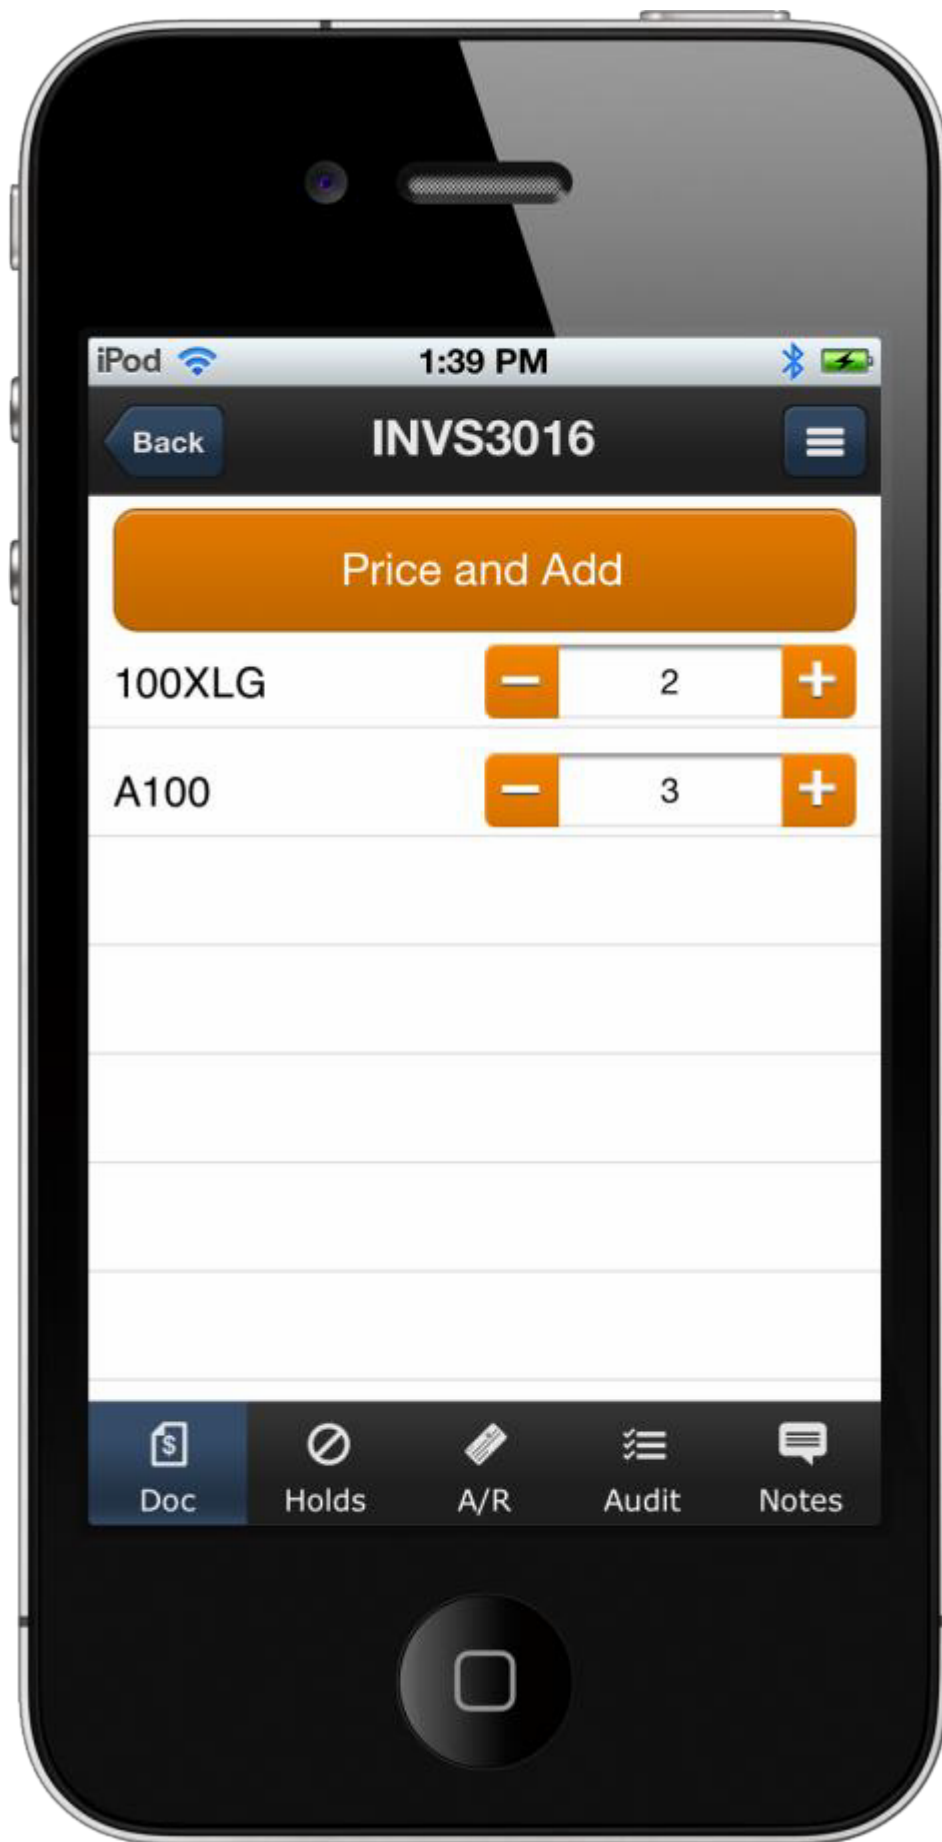 iPod 1:39 PM
Back INVS3016
Price and Add
100XLG 2
A100 3
$
Doc Holds A/R Audit Notes